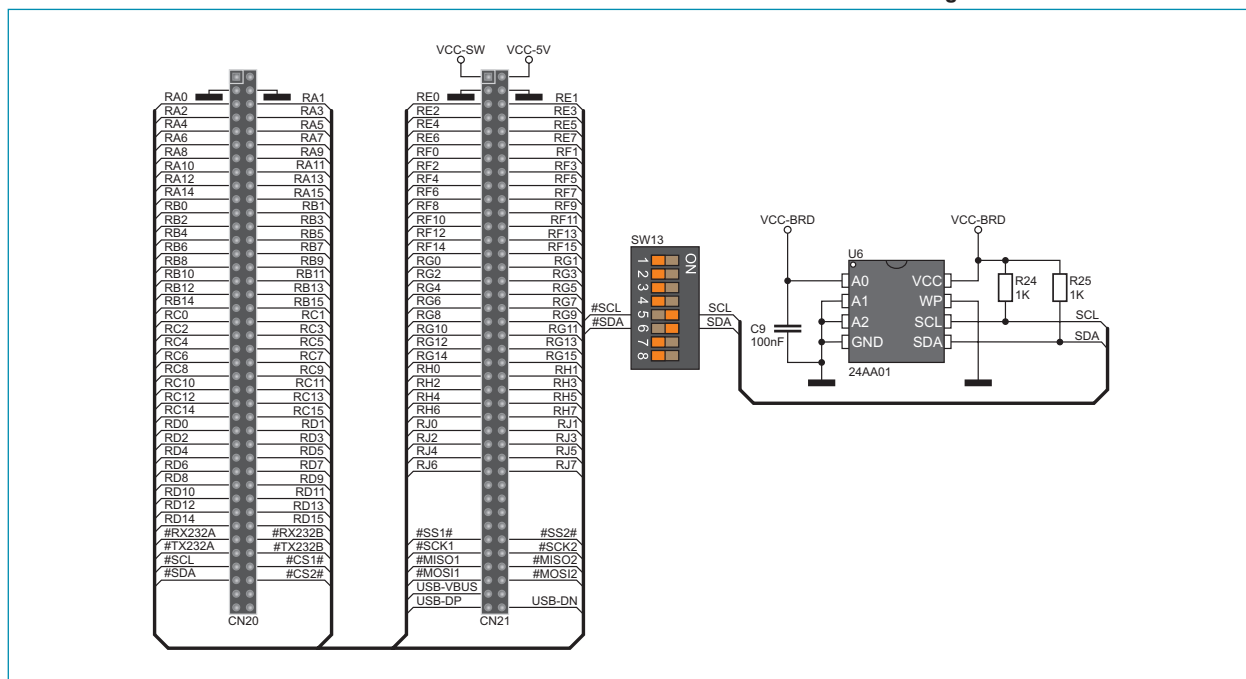 VCC-SW VCC-5V
RA0 RA1 RE0 RE1
RA2 RA3 RE2 RE3
RA4 RA5 RE4 RE5
RA6 RA7 RE6 RE7
RA8 RA9 RF0 RF1
RA10 RA11 RF2 RF3
RA12 RA13 RF4 RF5
RA14 RA15 RF6 RF7
RB0 RB1 RF8 RF9
RB2 RB3 RF10 RF11
RB4 RB5 RF12 RF13
RB6 RB7 RF14 RF15
RB8 RB9 RG0 RG1
RB10 RB11 RG2 RG3
RB12 RB13 RG4 RG5
RB14 RB15 RG6 RG7
RC0 RC1 RG8 RG9
RC2 RC3 RG10 RG11
RC4 RC5 RG12 RG13
RC6 RC7 RG14 RG15
RC8 RC9 RH0 RH1
RC10 RC11 RH2 RH3
RC12 RC13 RH4 RH5
RC14 RC15 RH6 RH7
RD0 RD1 RJ0 RJ1
RD2 RD3 RJ2 RJ3
RD4 RD5 RJ4 RJ5
RD6 RD7 RJ6 RJ7
RD8 RD9
RD10 RD11
RD12 RD13
RD14 RD15
#RX232A #RX232B #SS1# #SS2#
#TX232A #TX232B #SCK1 #SCK2
#SCL #CS1# #MISO1 #MISO2
#SDA #CS2# #MOSI1 #MOSI2
USB-VBUS
USB-DP USB-DN
CN20 CN21
SW13
ON
1
2
3
4
5
6
7
8
#SCL SCL
#SDA SDA
VCC-BRD VCC-BRD
U6
A0 VCC
A1 WP
A2 SCL
GND SDA
24AA01
C9
100nF
R24
1K
R25
1K
SCL
SDA